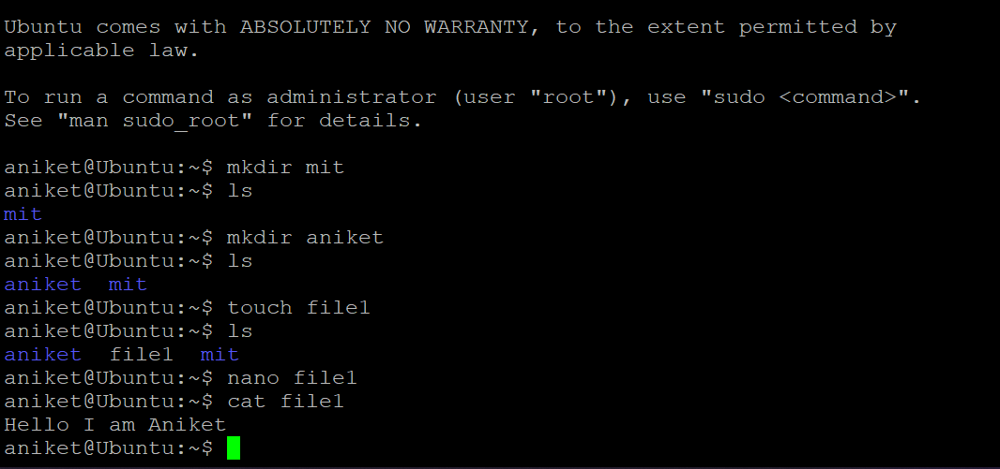 Ubuntu comes with ABSOLUTELY NO WARRANTY, to the extent permitted by
applicable law.
To run a command as administrator (user "root"), use "sudo <command>".
See "man sudo_root" for details.
aniket@Ubuntu:~$ mkdir mit
aniket@Ubuntu:~$ ls
mit
aniket@Ubuntu:~$ mkdir aniket
aniket@Ubuntu:~$ ls
aniket  mit
aniket@Ubuntu:~$ touch file1
aniket@Ubuntu:~$ ls
aniket  file1  mit
aniket@Ubuntu:~$ nano file1
aniket@Ubuntu:~$ cat file1
Hello I am Aniket
aniket@Ubuntu:~$